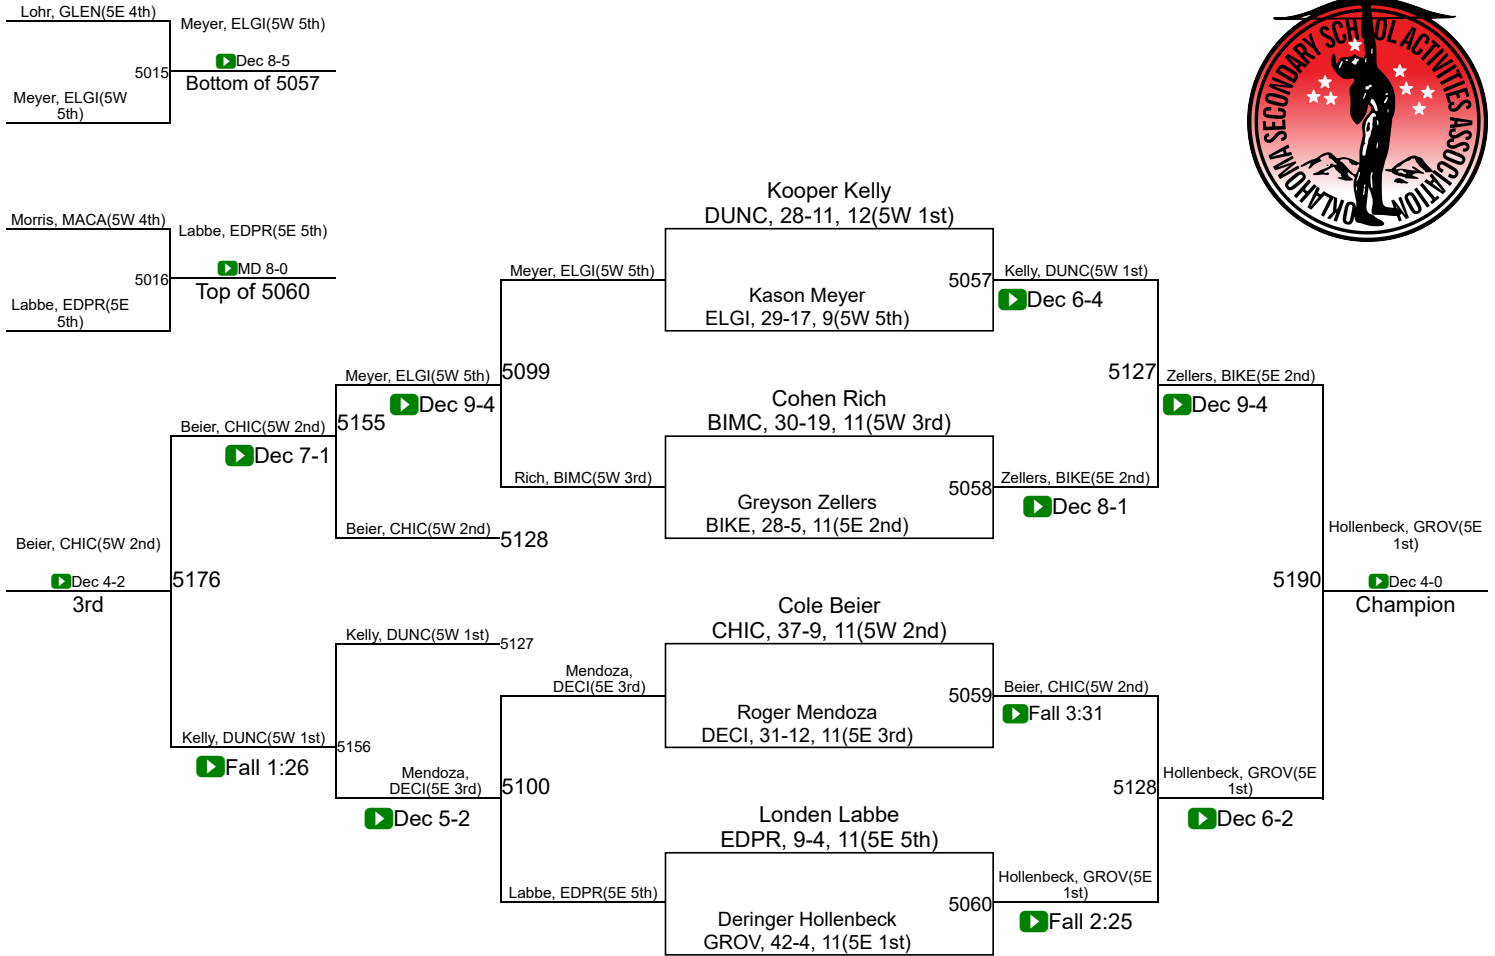 Lohr, GLEN(5E 4th)
Meyer, ELGI(5W 5th)
Dec 8-5
5015
Bottom of 5057
Meyer, ELGI(5W
5th)
OKLAHOMA SECONDARY SCHOOL ACTIVITIES ASSOCIATION
Morris, MACA(5W 4th)
Labbe, EDPR(5E 5th)
MD 8-0
5016
Top of 5060
Labbe, EDPR(5E
5th)
Kooper Kelly
DUNC, 28-11, 12(5W 1st)
Meyer, ELGI(5W 5th)
5057
Kelly, DUNC(5W 1st)
Dec 6-4
Kason Meyer
ELGI, 29-17, 9(5W 5th)
Meyer, ELGI(5W 5th)
5099
Dec 9-4
5127
Zellers, BIKE(5E 2nd)
Dec 9-4
Cohen Rich
BIMC, 30-19, 11(5W 3rd)
Beier, CHIC(5W 2nd)
5155
Dec 7-1
Rich, BIMC(5W 3rd)
5058
Zellers, BIKE(5E 2nd)
Dec 8-1
Greyson Zellers
BIKE, 28-5, 11(5E 2nd)
Beier, CHIC(5W 2nd)
5128
Beier, CHIC(5W 2nd)
Dec 4-2
3rd
5176
Hollenbeck, GROV(5E
1st)
5190
Dec 4-0
Champion
Cole Beier
CHIC, 37-9, 11(5W 2nd)
Kelly, DUNC(5W 1st)
5127
Mendoza,
DECI(5E 3rd)
5059
Beier, CHIC(5W 2nd)
Fall 3:31
Roger Mendoza
DECI, 31-12, 11(5E 3rd)
Kelly, DUNC(5W 1st)
5156
Fall 1:26
Mendoza,
DECI(5E 3rd)
5100
Dec 5-2
5128
Hollenbeck, GROV(5E
1st)
Dec 6-2
Londen Labbe
EDPR, 9-4, 11(5E 5th)
Labbe, EDPR(5E 5th)
5060
Hollenbeck, GROV(5E
1st)
Fall 2:25
Deringer Hollenbeck
GROV, 42-4, 11(5E 1st)